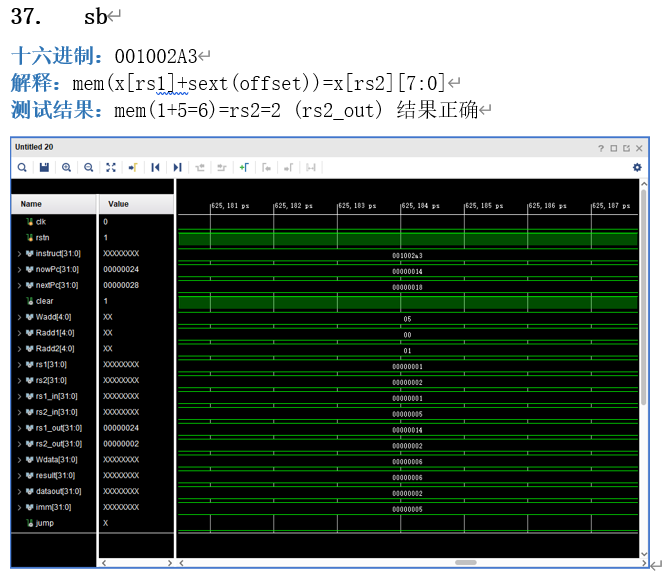 37. sb
十六进制：001002A3
解释：mem(x[rs1]+sext(offset))=x[rs2][7:0]
测试结果：mem(1+5=6)=rs2=2 (rs2_out) 结果正确
Untitled 20
Name Value 625,181 ps 625,182 ps 625,183 ps 625,184 ps 625,185 ps 625,186 ps 625,187 ps
clk 0
rstn 1
instruct[31:0] XXXXXXXX 001002a3
nowPc[31:0] 00000024 00000014
nextPc[31:0] 00000028 00000018
clear 1
Wadd[4:0] XX 05
Radd1[4:0] XX 00
Radd2[4:0] XX 01
rs1[31:0] XXXXXXXX 00000001
rs2[31:0] XXXXXXXX 00000002
rs1_in[31:0] XXXXXXXX 00000001
rs2_in[31:0] XXXXXXXX 00000005
rs1_out[31:0] 00000024 00000014
rs2_out[31:0] 00000002 00000002
Wdata[31:0] XXXXXXXX 00000006
result[31:0] XXXXXXXX 00000006
dataout[31:0] XXXXXXXX 00000002
imm[31:0] XXXXXXXX 00000005
jump X